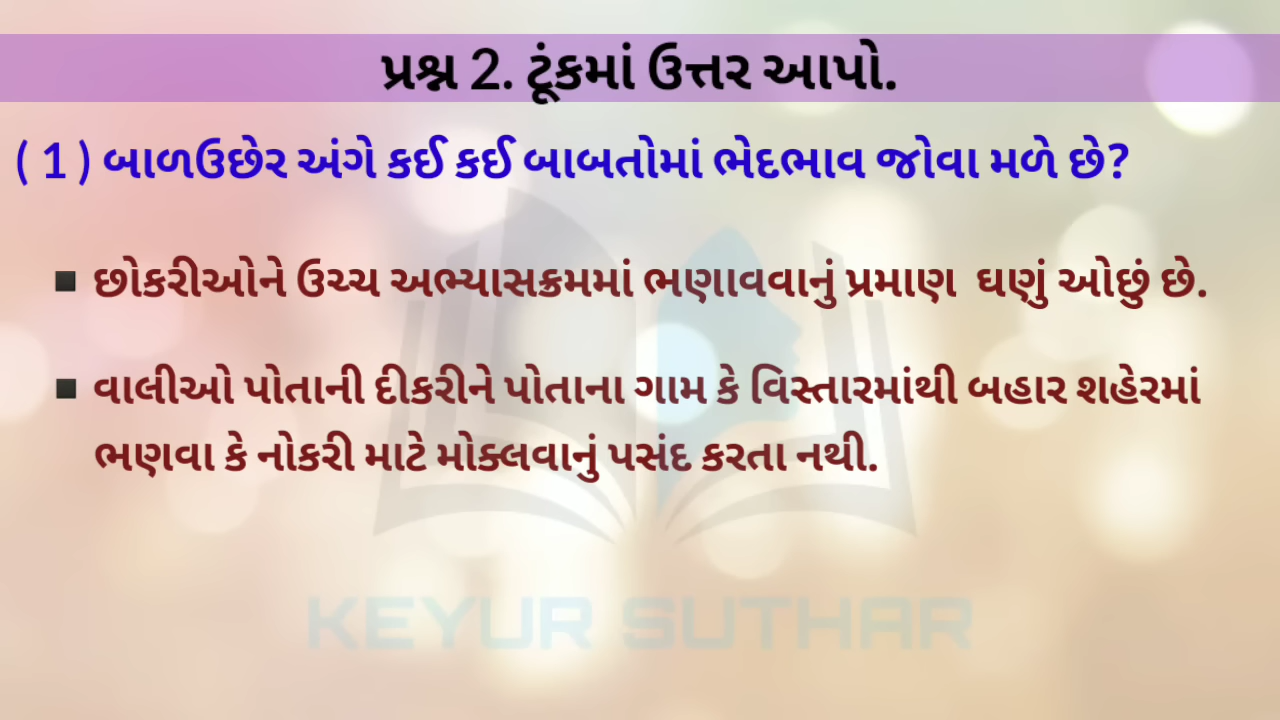 પ્રશ્ન 2. ટૂંકમાં ઉત્તર આપો.
( 1 ) બાળઉછેર અંગે કઈ કઈ બાબતોમાં ભેદભાવ જોવા મળે છે?
▪ છોકરીઓને ઉચ્ચ અભ્યાસક્રમમાં ભણાવવાનું પ્રમાણ ઘણું ઓછું છે.
▪ વાલીઓ પોતાની દીકરીને પોતાના ગામ કે વિસ્તારમાંથી બહાર શહેરમાં
ભણવા કે નોકરી માટે મોક્લવાનું પસંદ કરતા નથી.
KEYUR SUTHAR